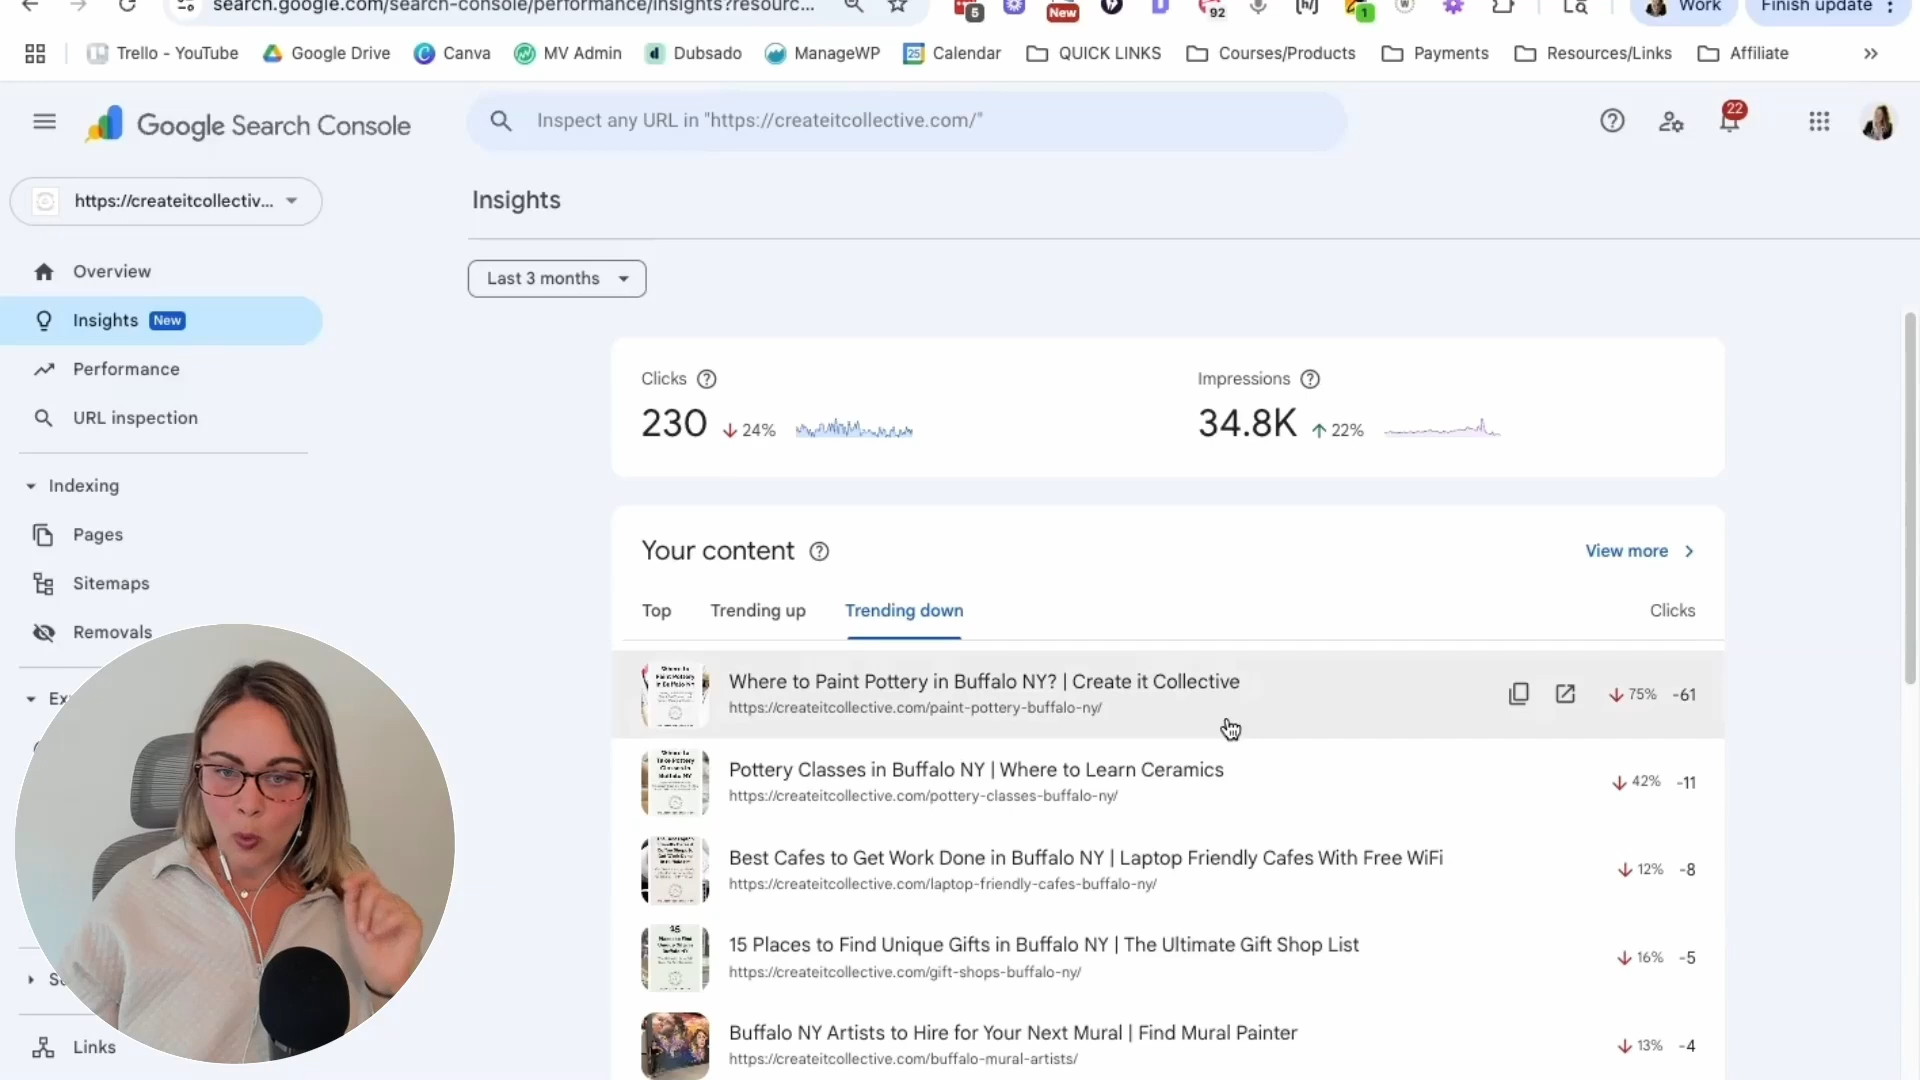 search.google.com/search-console/performance/insights?resourc...
5
New
92
1
Work
Finish update
Trello - YouTube
Google Drive
Canva
MV Admin
Dubsado
ManageWP
Calendar
QUICK LINKS
Courses/Products
Payments
Resources/Links
Affiliate
Google Search Console
Inspect any URL in "https://createitcollective.com/"
22
https://createitcollectiv...
Insights
Overview
Insights New
Performance
URL inspection
Indexing
Pages
Sitemaps
Removals
Links
Last 3 months
Clicks
230
24%
Impressions
34.8K
22%
Your content
View more
Top
Trending up
Trending down
Clicks
Where to Paint Pottery in Buffalo NY? | Create it Collective
https://createitcollective.com/paint-pottery-buffalo-ny/
75% -61
Pottery Classes in Buffalo NY | Where to Learn Ceramics
https://createitcollective.com/pottery-classes-buffalo-ny/
42% -11
Best Cafes to Get Work Done in Buffalo NY | Laptop Friendly Cafes With Free WiFi
https://createitcollective.com/laptop-friendly-cafes-buffalo-ny/
12% -8
15 Places to Find Unique Gifts in Buffalo NY | The Ultimate Gift Shop List
https://createitcollective.com/gift-shops-buffalo-ny/
16% -5
Buffalo NY Artists to Hire for Your Next Mural | Find Mural Painter
https://createitcollective.com/buffalo-mural-artists/
13% -4